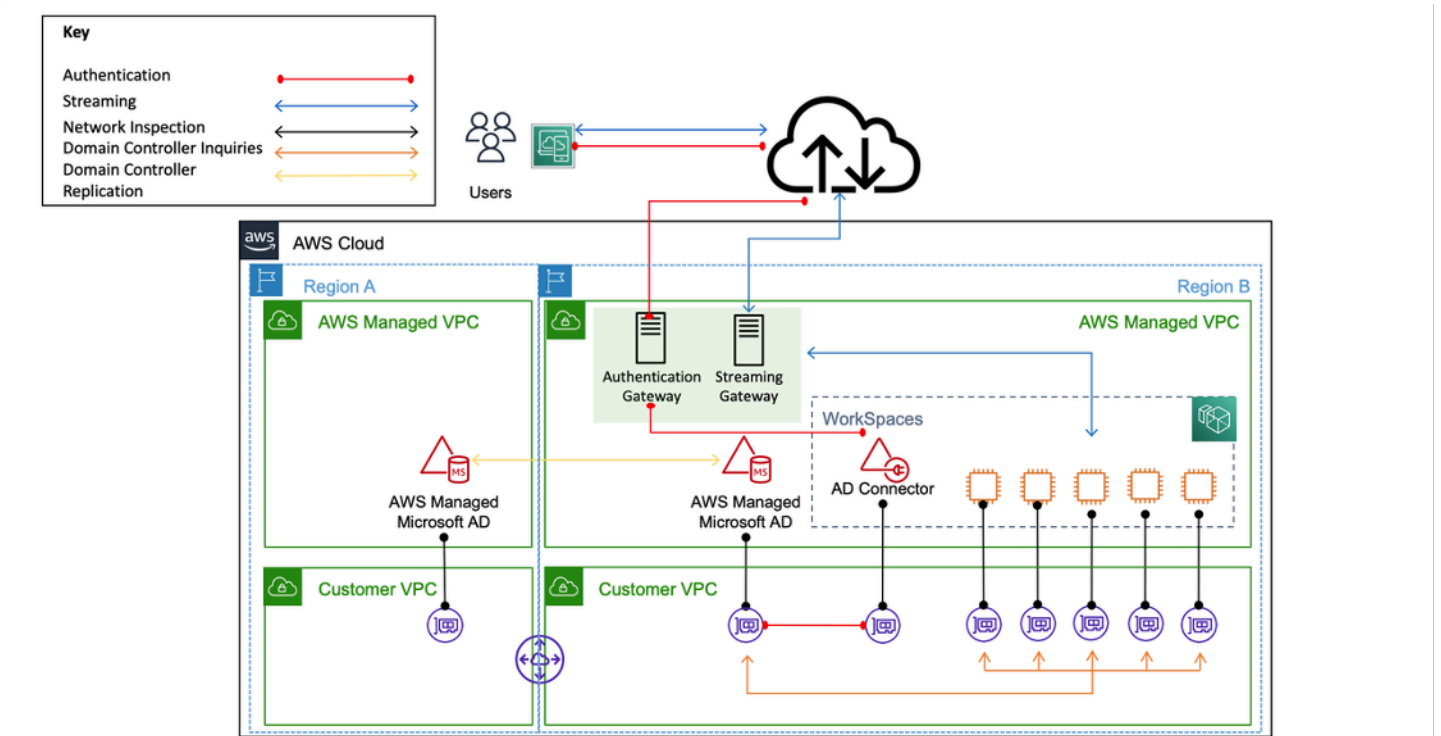 Key
Authentication
Streaming
Network Inspection
Domain Controller Inquiries
Domain Controller
Replication
Users
aws
AWS Cloud
Region A
Region B
AWS Managed VPC
AWS Managed VPC
Authentication
Gateway
Streaming
Gateway
WorkSpaces
MS
AWS Managed
Microsoft AD
MS
AWS Managed
Microsoft AD
AD Connector
Customer VPC
Customer VPC